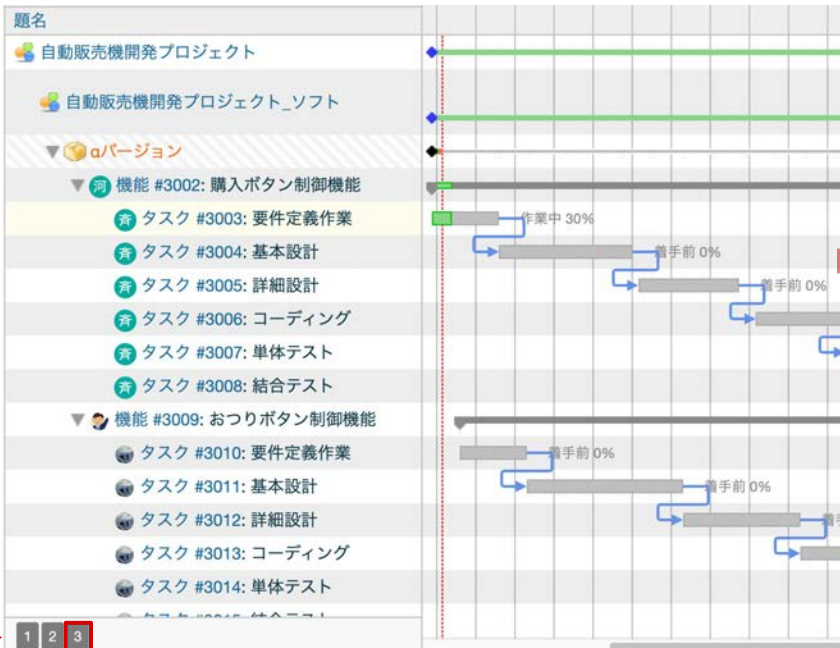 題名
自動販売機開発プロジェクト
自動販売機開発プロジェクト_ソフト
αバージョン
河 機能 #3002: 購入ボタン制御機能
斉 タスク #3003: 要件定義作業 作業中 30%
斉 タスク #3004: 基本設計 着手前 0%
斉 タスク #3005: 詳細設計 着手前 0%
斉 タスク #3006: コーディング
斉 タスク #3007: 単体テスト
斉 タスク #3008: 結合テスト
機能 #3009: おつりボタン制御機能
タスク #3010: 要件定義作業 着手前 0%
タスク #3011: 基本設計 着手前 0%
タスク #3012: 詳細設計 着
タスク #3013: コーディング
タスク #3014: 単体テスト
1 2 3